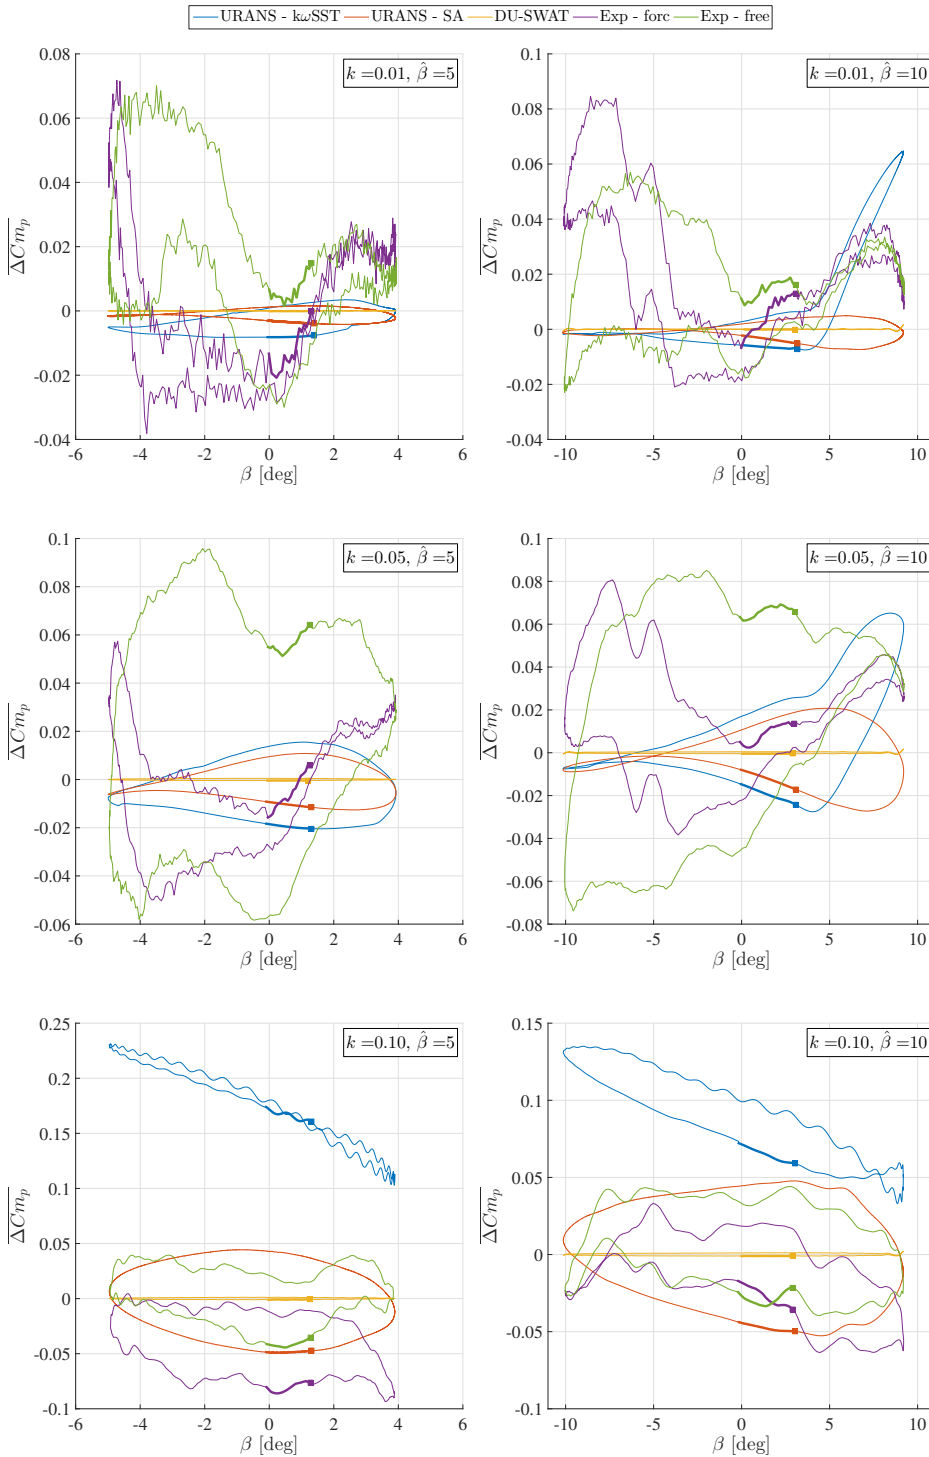 URANS - kωSST URANS - SA DU-SWAT Exp - forc Exp - free
k =0.01, β̂ =5
0.08
0.06
0.04
0.02
0
-0.02
-0.04
-6 -4 -2 0 2 4 6
β [deg]
ΔCm_p
k =0.01, β̂ =10
0.1
0.08
0.06
0.04
0.02
0
-0.02
-0.04
-10 -5 0 5 10
β [deg]
ΔCm_p
k =0.05, β̂ =5
0.1
0.08
0.06
0.04
0.02
0
-0.02
-0.04
-0.06
-6 -4 -2 0 2 4 6
β [deg]
ΔCm_p
k =0.05, β̂ =10
0.1
0.08
0.06
0.04
0.02
0
-0.02
-0.04
-0.06
-0.08
-10 -5 0 5 10
β [deg]
ΔCm_p
k =0.10, β̂ =5
0.25
0.2
0.15
0.1
0.05
0
-0.05
-0.1
-6 -4 -2 0 2 4 6
β [deg]
ΔCm_p
k =0.10, β̂ =10
0.15
0.1
0.05
0
-0.05
-0.1
-10 -5 0 5 10
β [deg]
ΔCm_p